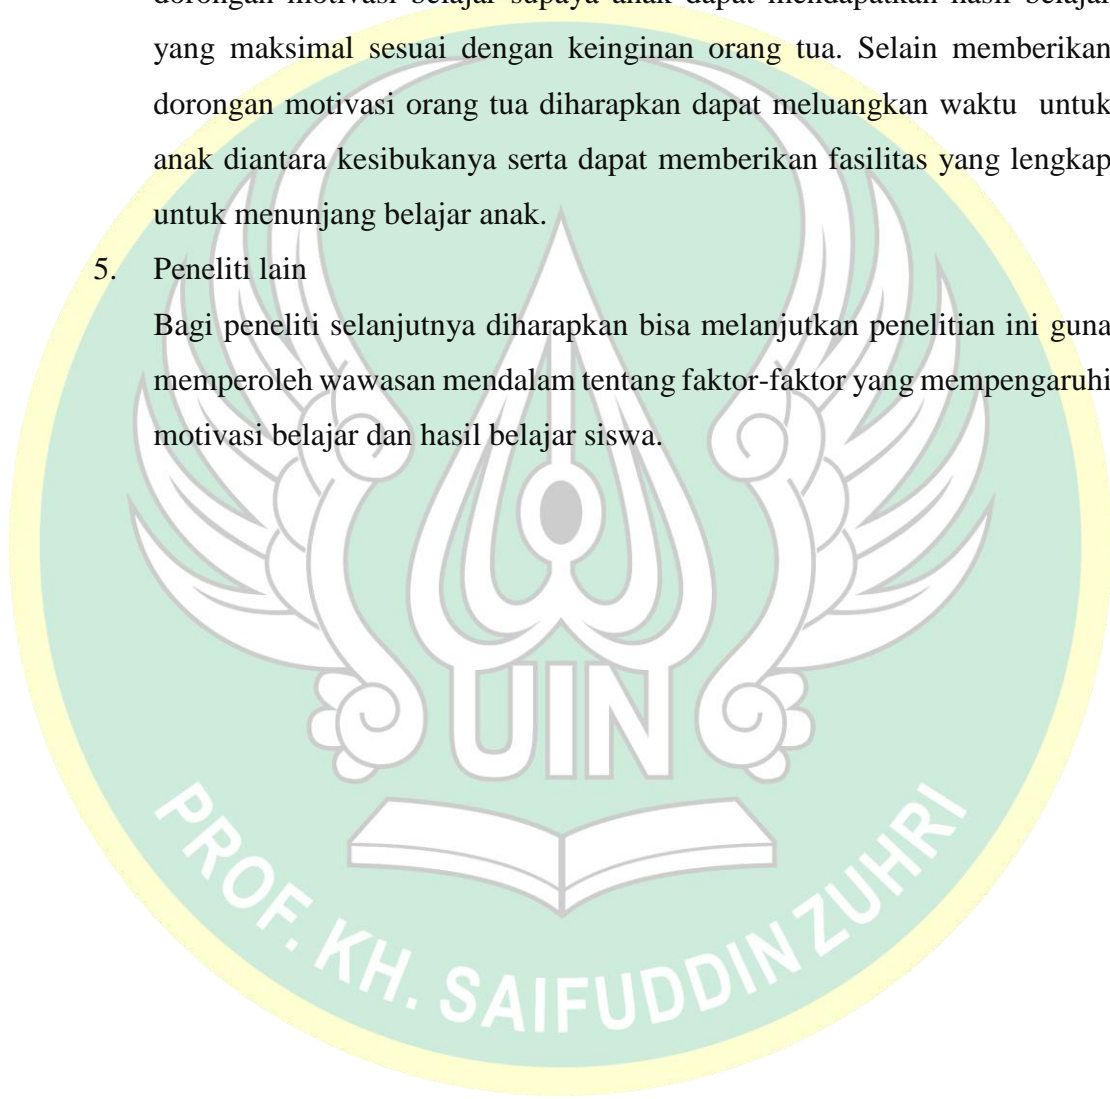 dorongan motivasi belajar supaya anak dapat mendapatkan hasil belajar
yang maksimal sesuai dengan keinginan orang tua. Selain memberikan
dorongan motivasi orang tua diharapkan dapat meluangkan waktu untuk
anak diantara kesibukanya serta dapat memberikan fasilitas yang lengkap
untuk menunjang belajar anak.
5. Peneliti lain
Bagi peneliti selanjutnya diharapkan bisa melanjutkan penelitian ini guna
memperoleh wawasan mendalam tentang faktor-faktor yang mempengaruhi
motivasi belajar dan hasil belajar siswa.
UIN
PROF. KH. SAIFUDDIN ZUHRI